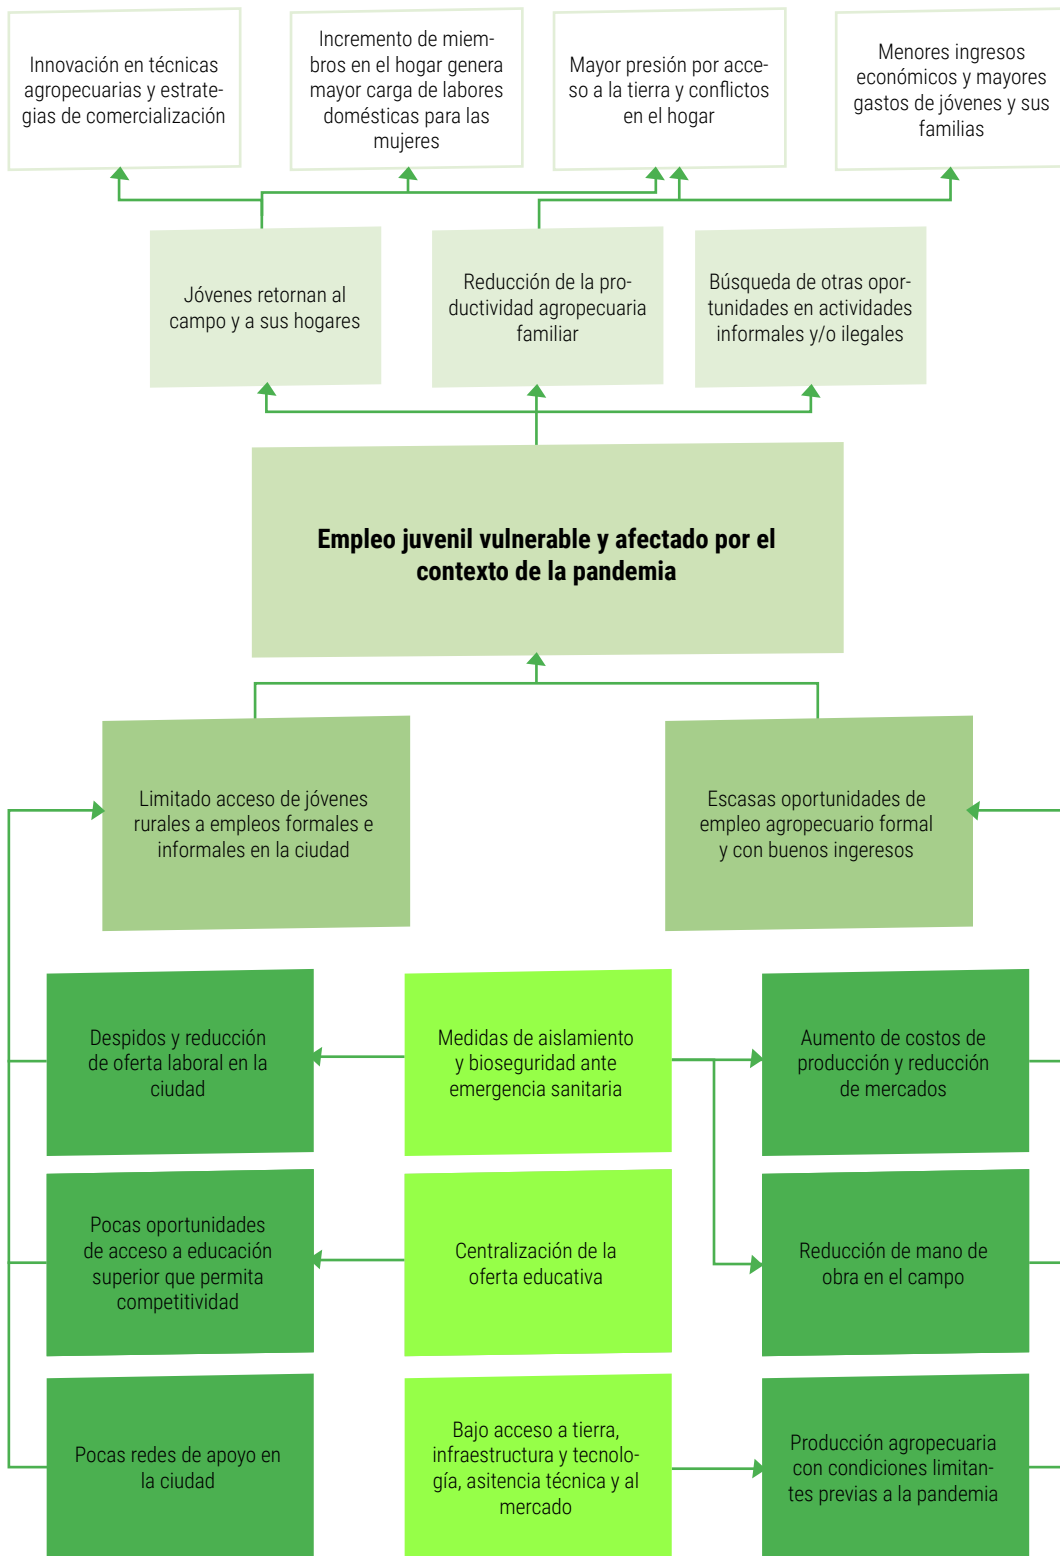 Innovación en técnicas
agropecuarias y estrate-
gias de comercialización
Incremento de miem-
bros en el hogar genera
mayor carga de labores
domésticas para las
mujeres
Mayor presión por acce-
so a la tierra y conflictos
en el hogar
Menores ingresos
económicos y mayores
gastos de jóvenes y sus
familias
Jóvenes retornan al
campo y a sus hogares
Reducción de la pro-
ductividad agropecuaria
familiar
Búsqueda de otras opor-
tunidades en actividades
informales y/o ilegales
Empleo juvenil vulnerable y afectado por el
contexto de la pandemia
Limitado acceso de jóvenes
rurales a empleos formales e
informales en la ciudad
Escasas oportunidades de
empleo agropecuario formal
y con buenos ingeresos
Despidos y reducción
de oferta laboral en la
ciudad
Medidas de aislamiento
y bioseguridad ante
emergencia sanitaria
Aumento de costos de
producción y reducción
de mercados
Pocas oportunidades
de acceso a educación
superior que permita
competitividad
Centralización de la
oferta educativa
Reducción de mano de
obra en el campo
Pocas redes de apoyo en
la ciudad
Bajo acceso a tierra,
infraestructura y tecnolo-
gía, asitencia técnica y al
mercado
Producción agropecuaria
con condiciones limitan-
tes previas a la pandemia